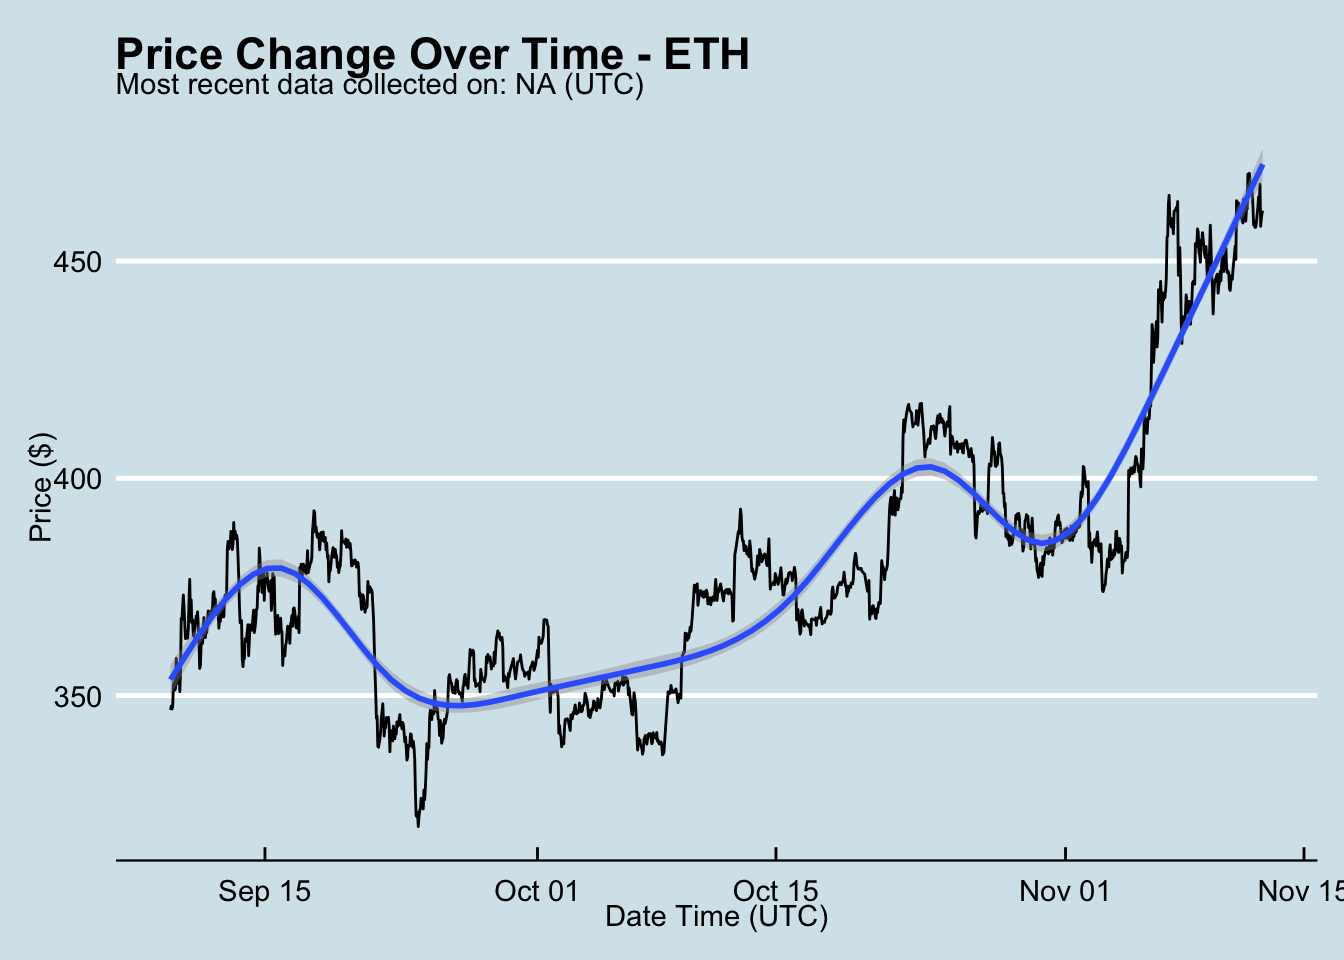 Price Change Over Time - ETH
Most recent data collected on: NA (UTC)
Price ($)
450
400
350
Sep 15 Oct 01 Oct 15 Nov 01 Nov 15
Date Time (UTC)